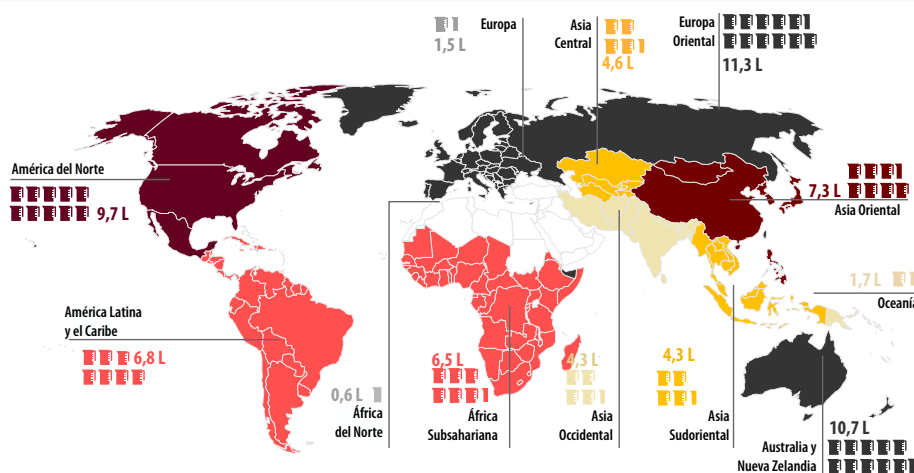 1,5 L
Europa
Asia
Central
4,6 L
Europa
Oriental
11,3 L
América del Norte
9,7 L
7,3 L
Asia Oriental
1,7 L
Oceanía
América Latina
y el Caribe
6,8 L
0,6 L
África
del Norte
6,5 L
África
Subsahariana
4,3 L
Asia
Occidental
4,3 L
Asia
Sudoriental
10,7 L
Australia y
Nueva Zelandia